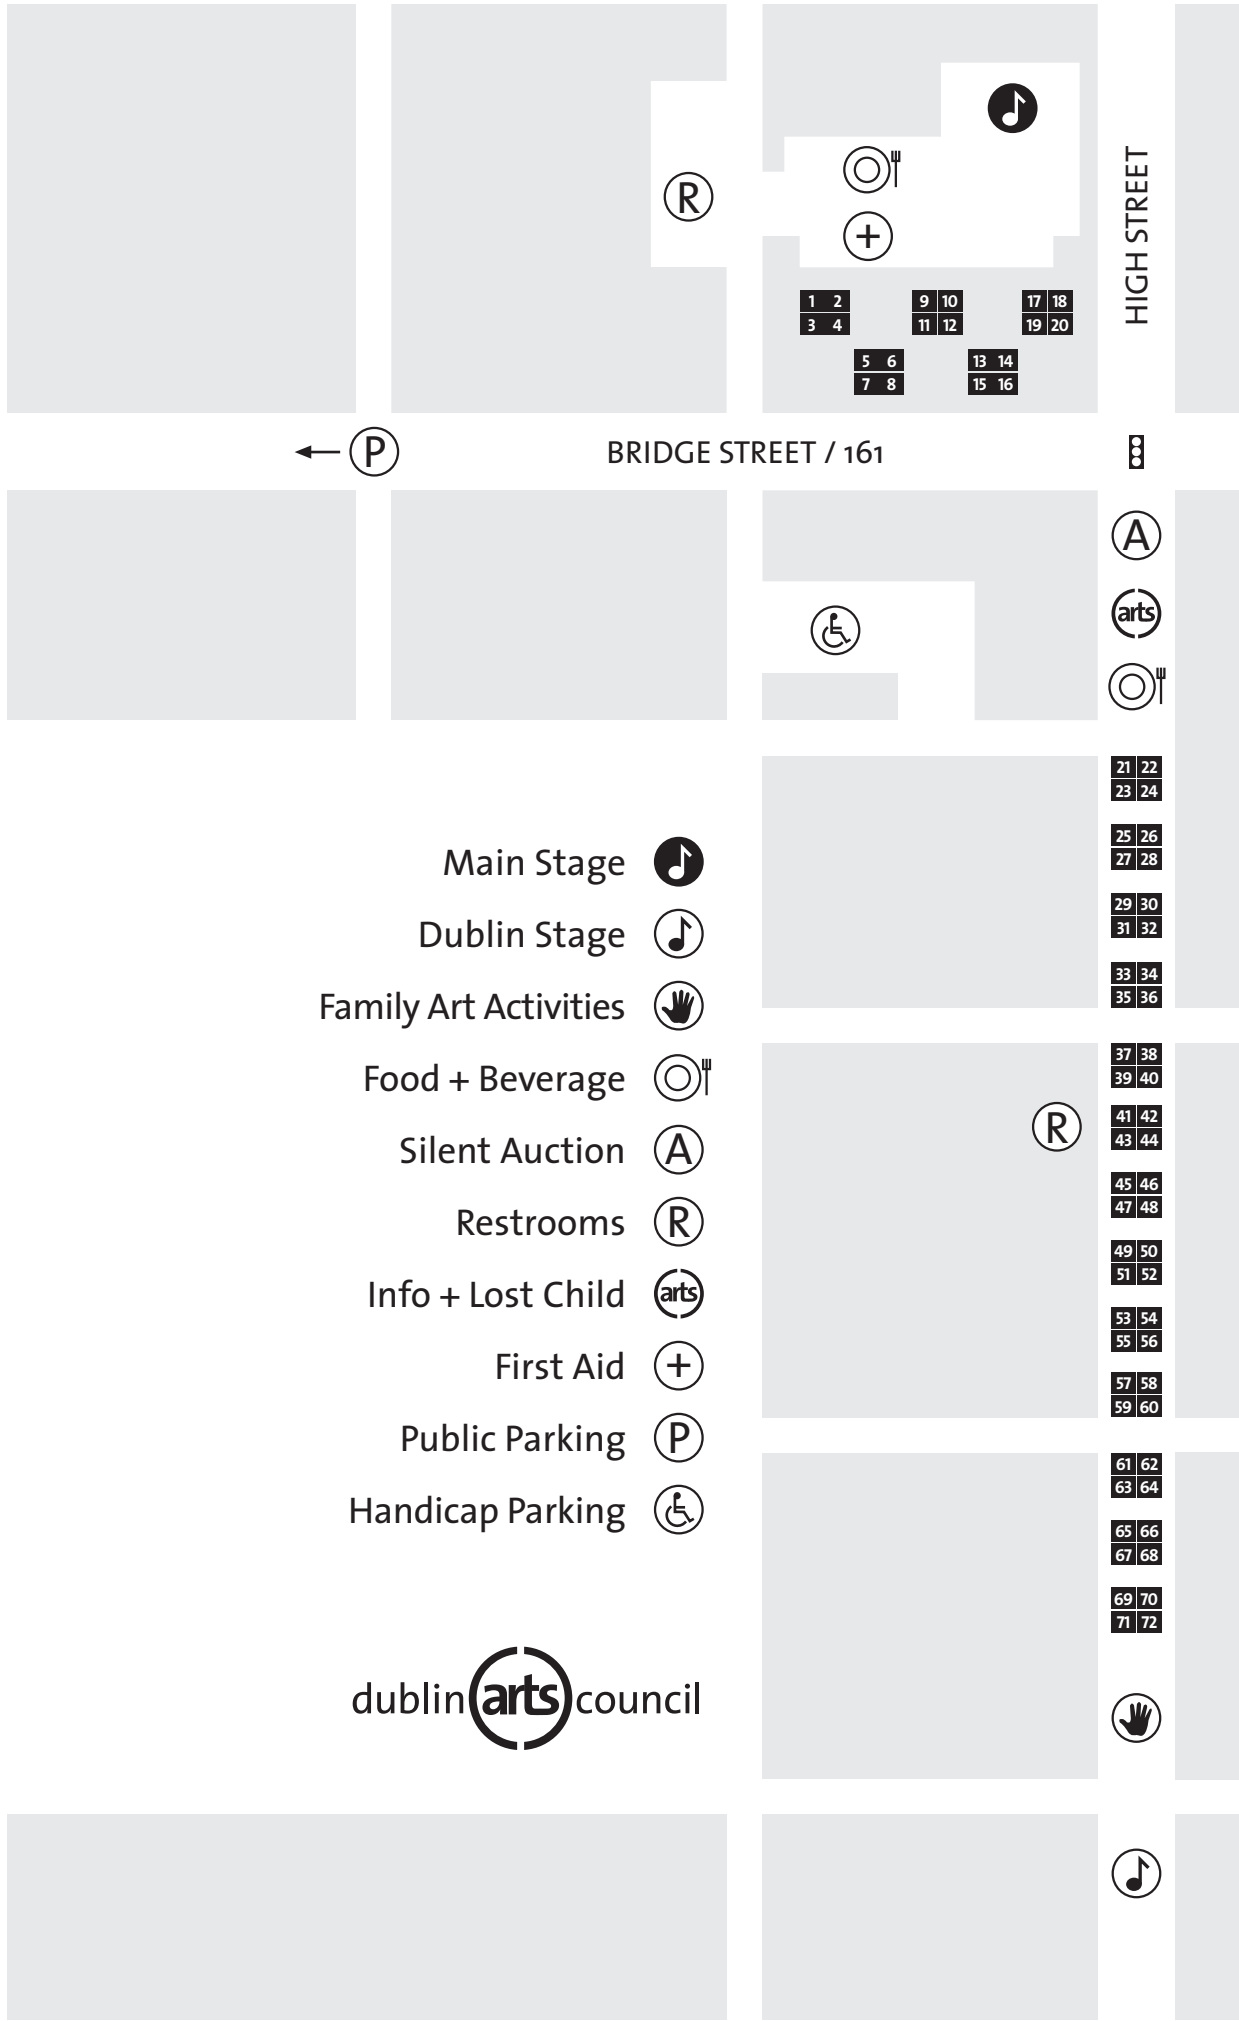 HIGH STREET
R
+
1 2
3 4
9 10
11 12
17 18
19 20
5 6
7 8
13 14
15 16
P
BRIDGE STREET / 161
A
arts
21 22
23 24
25 26
27 28
29 30
31 32
33 34
35 36
37 38
39 40
R
41 42
43 44
45 46
47 48
49 50
51 52
53 54
55 56
57 58
59 60
61 62
63 64
65 66
67 68
69 70
71 72
Main Stage
Dublin Stage
Family Art Activities
Food + Beverage
Silent Auction A
Restrooms R
Info + Lost Child arts
First Aid +
Public Parking P
Handicap Parking
dublin arts council